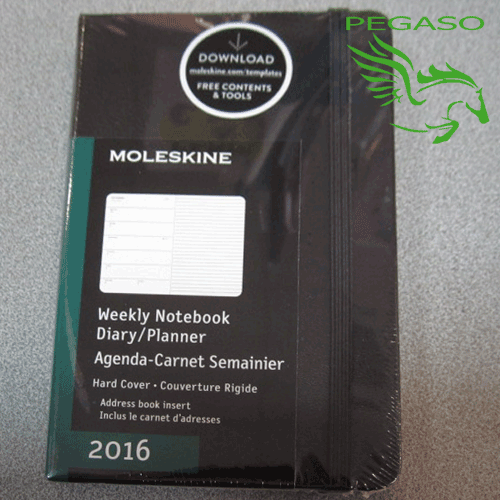 PEGASO
DOWNLOAD
moleskine.com/templates
FREE CONTENTS
& TOOLS
MOLESKINE
Weekly Notebook
Diary/Planner
Agenda-Carnet Semainier
Hard Cover • Couverture Rigide
Address book insert
Inclus le carnet d'adresses
2016